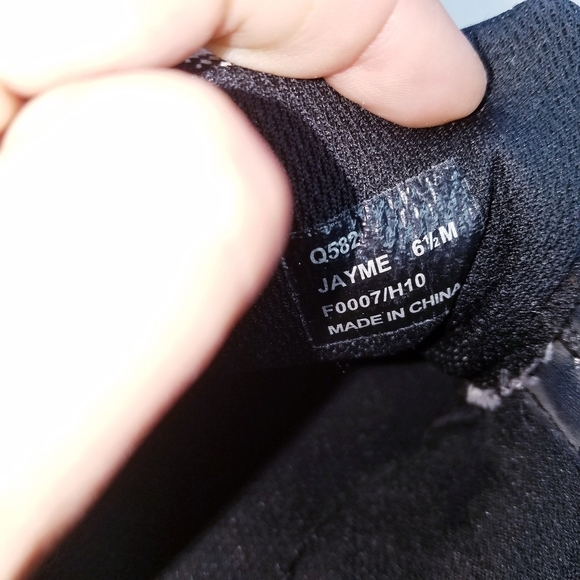 Q582
JAYME 6½M
F0007/H10
MADE IN CHINA